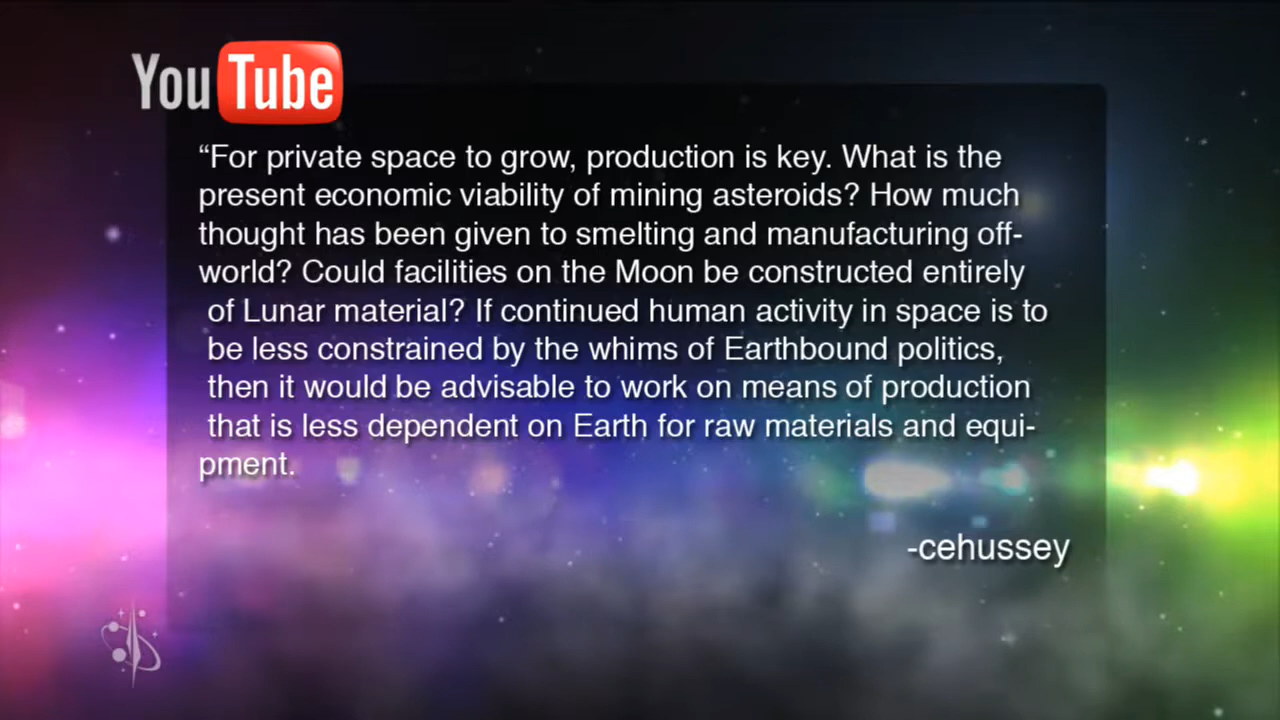 YouTube
“For private space to grow, production is key. What is the
present economic viability of mining asteroids? How much
thought has been given to smelting and manufacturing off-
world? Could facilities on the Moon be constructed entirely
of Lunar material? If continued human activity in space is to
be less constrained by the whims of Earthbound politics,
then it would be advisable to work on means of production
that is less dependent on Earth for raw materials and equi-
pment.
-cehussey